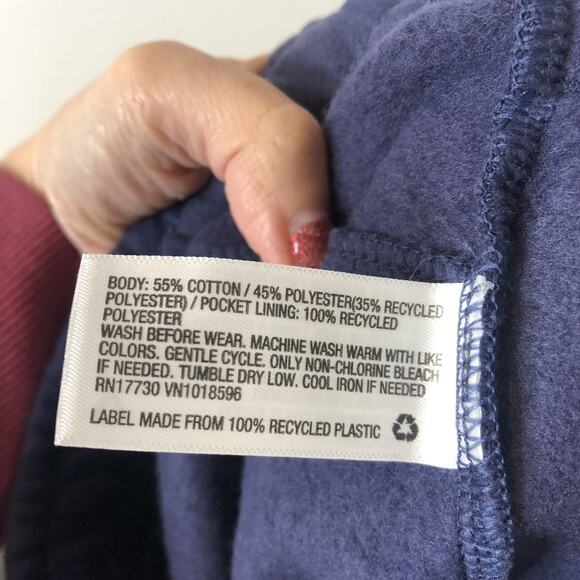 BODY: 55% COTTON / 45% POLYESTER(35% RECYCLED
POLYESTER) / POCKET LINING: 100% RECYCLED
POLYESTER
WASH BEFORE WEAR. MACHINE WASH WARM WITH LIKE
COLORS. GENTLE CYCLE. ONLY NON-CHLORINE BLEACH
IF NEEDED. TUMBLE DRY LOW. COOL IRON IF NEEDED
RN17730 VN1018596
LABEL MADE FROM 100% RECYCLED PLASTIC